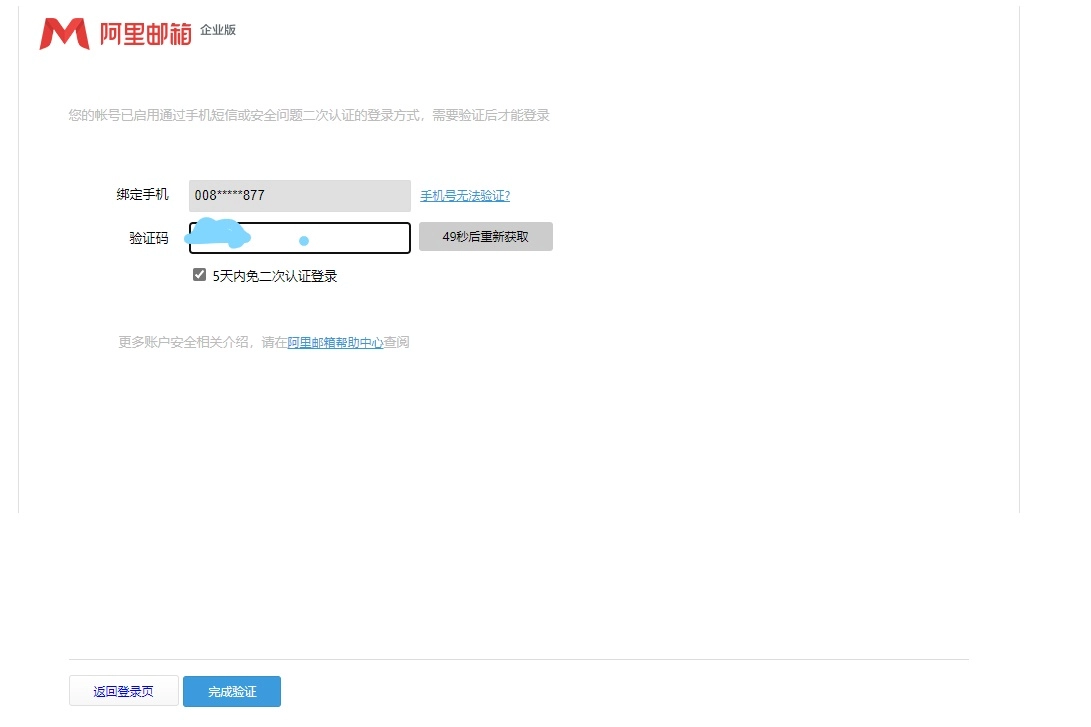 阿里邮箱 企业版
您的帐号已启用通过手机短信或安全问题二次认证的登录方式，需要验证后才能登录
绑定手机 008*****877 手机号无法验证?
验证码 49秒后重新获取
5天内免二次认证登录
更多账户安全相关介绍，请在阿里邮箱帮助中心查阅
返回登录页 完成验证